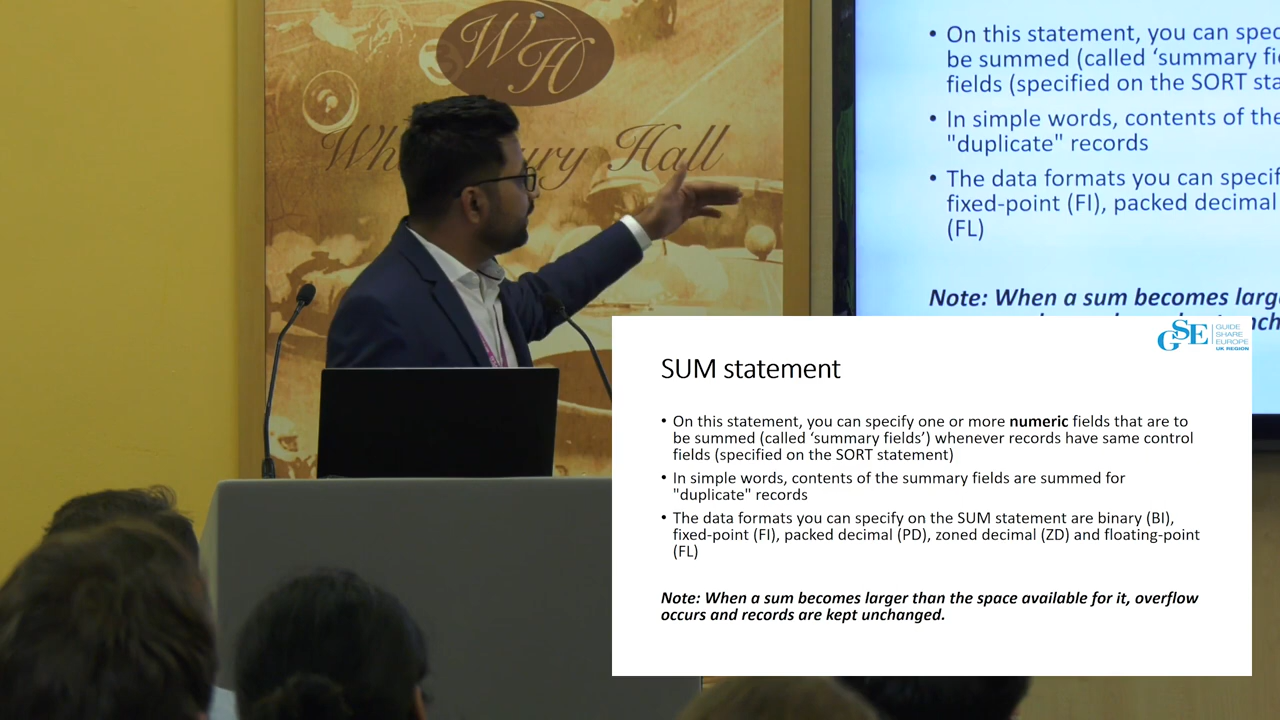 WH
Hall
• On this statement, you can
be summed (called ‘summary
fields (specified on the SORT
• In simple words, contents of
"duplicate" records
• The data formats you can
fixed-point (FI), packed decimal
(FL)
Note: When a sum becomes
GSE
GUIDE
SHARE
EUROPE
UK REGION
SUM statement
• On this statement, you can specify one or more numeric fields that are to
be summed (called ‘summary fields’) whenever records have same control
fields (specified on the SORT statement)
• In simple words, contents of the summary fields are summed for
"duplicate" records
• The data formats you can specify on the SUM statement are binary (BI),
fixed-point (FI), packed decimal (PD), zoned decimal (ZD) and floating-point
(FL)
Note: When a sum becomes larger than the space available for it, overflow
occurs and records are kept unchanged.